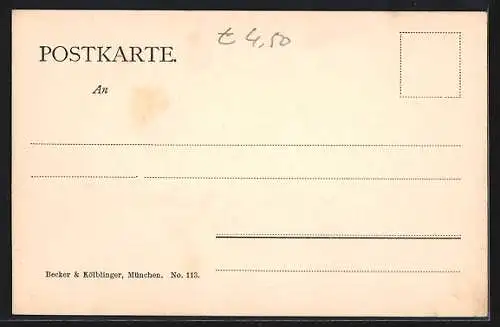 € 4,50
POSTKARTE.
An
Becker & Kölblinger, München. No. 113.